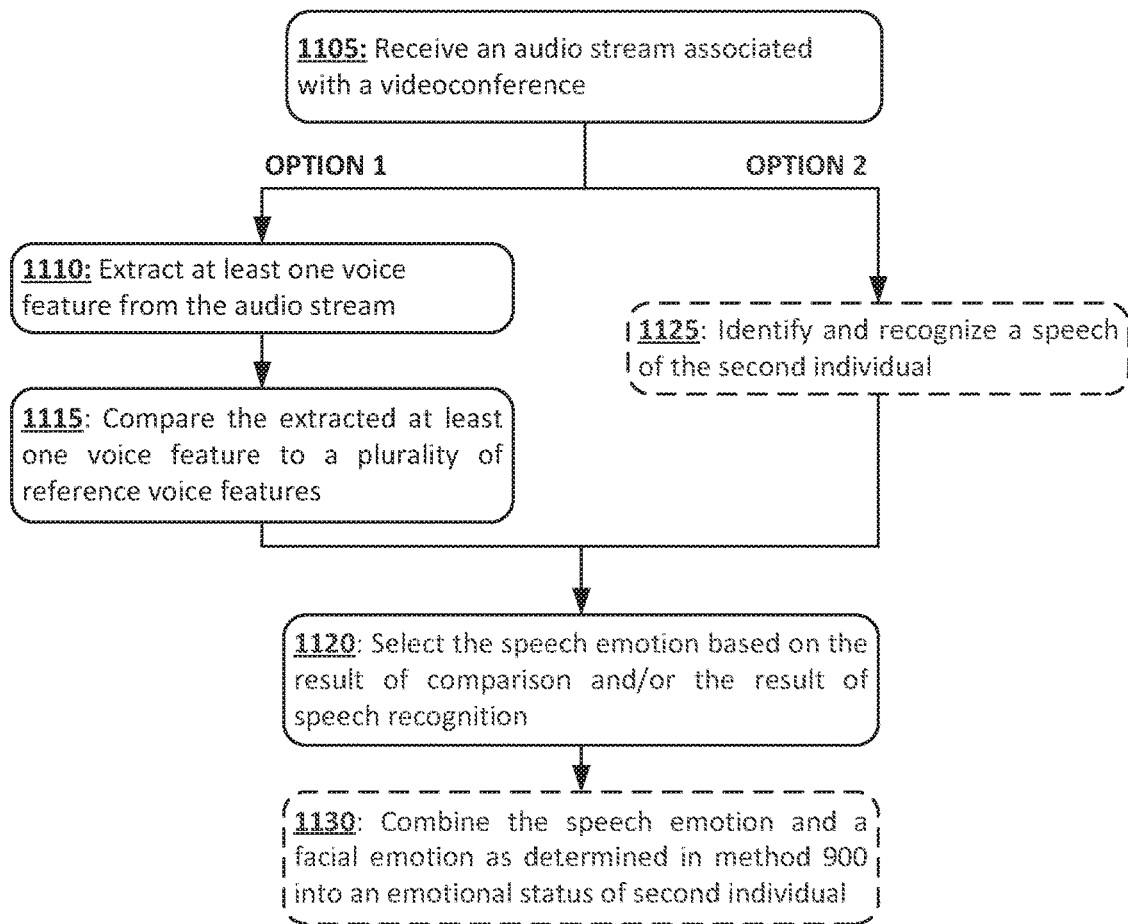 1105: Receive an audio stream associated
with a videoconference
OPTION 1
OPTION 2
1110: Extract at least one voice
feature from the audio stream
1125: Identify and recognize a speech
of the second individual
1115: Compare the extracted at least
one voice feature to a plurality of
reference voice features
1120: Select the speech emotion based on the
result of comparison and/or the result of
speech recognition
1130: Combine the speech emotion and a
facial emotion as determined in method 900
into an emotional status of second individual